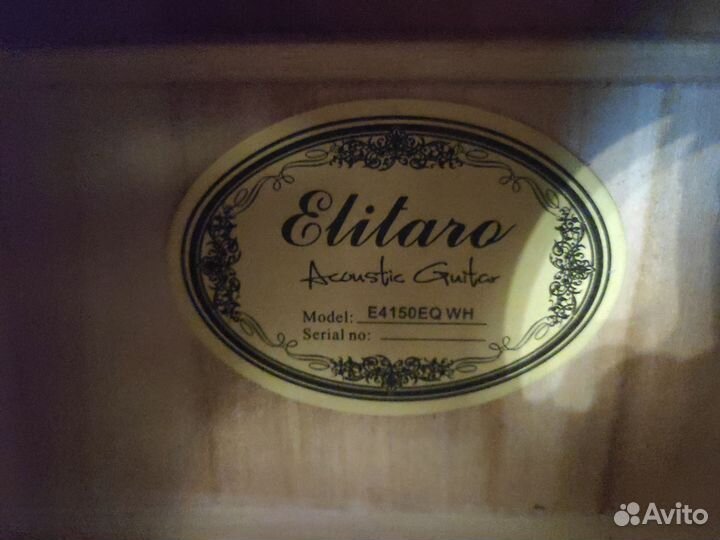 Elitaro
Acoustic Guitar
Model: E4150EQ WH
Serial no:
Avito